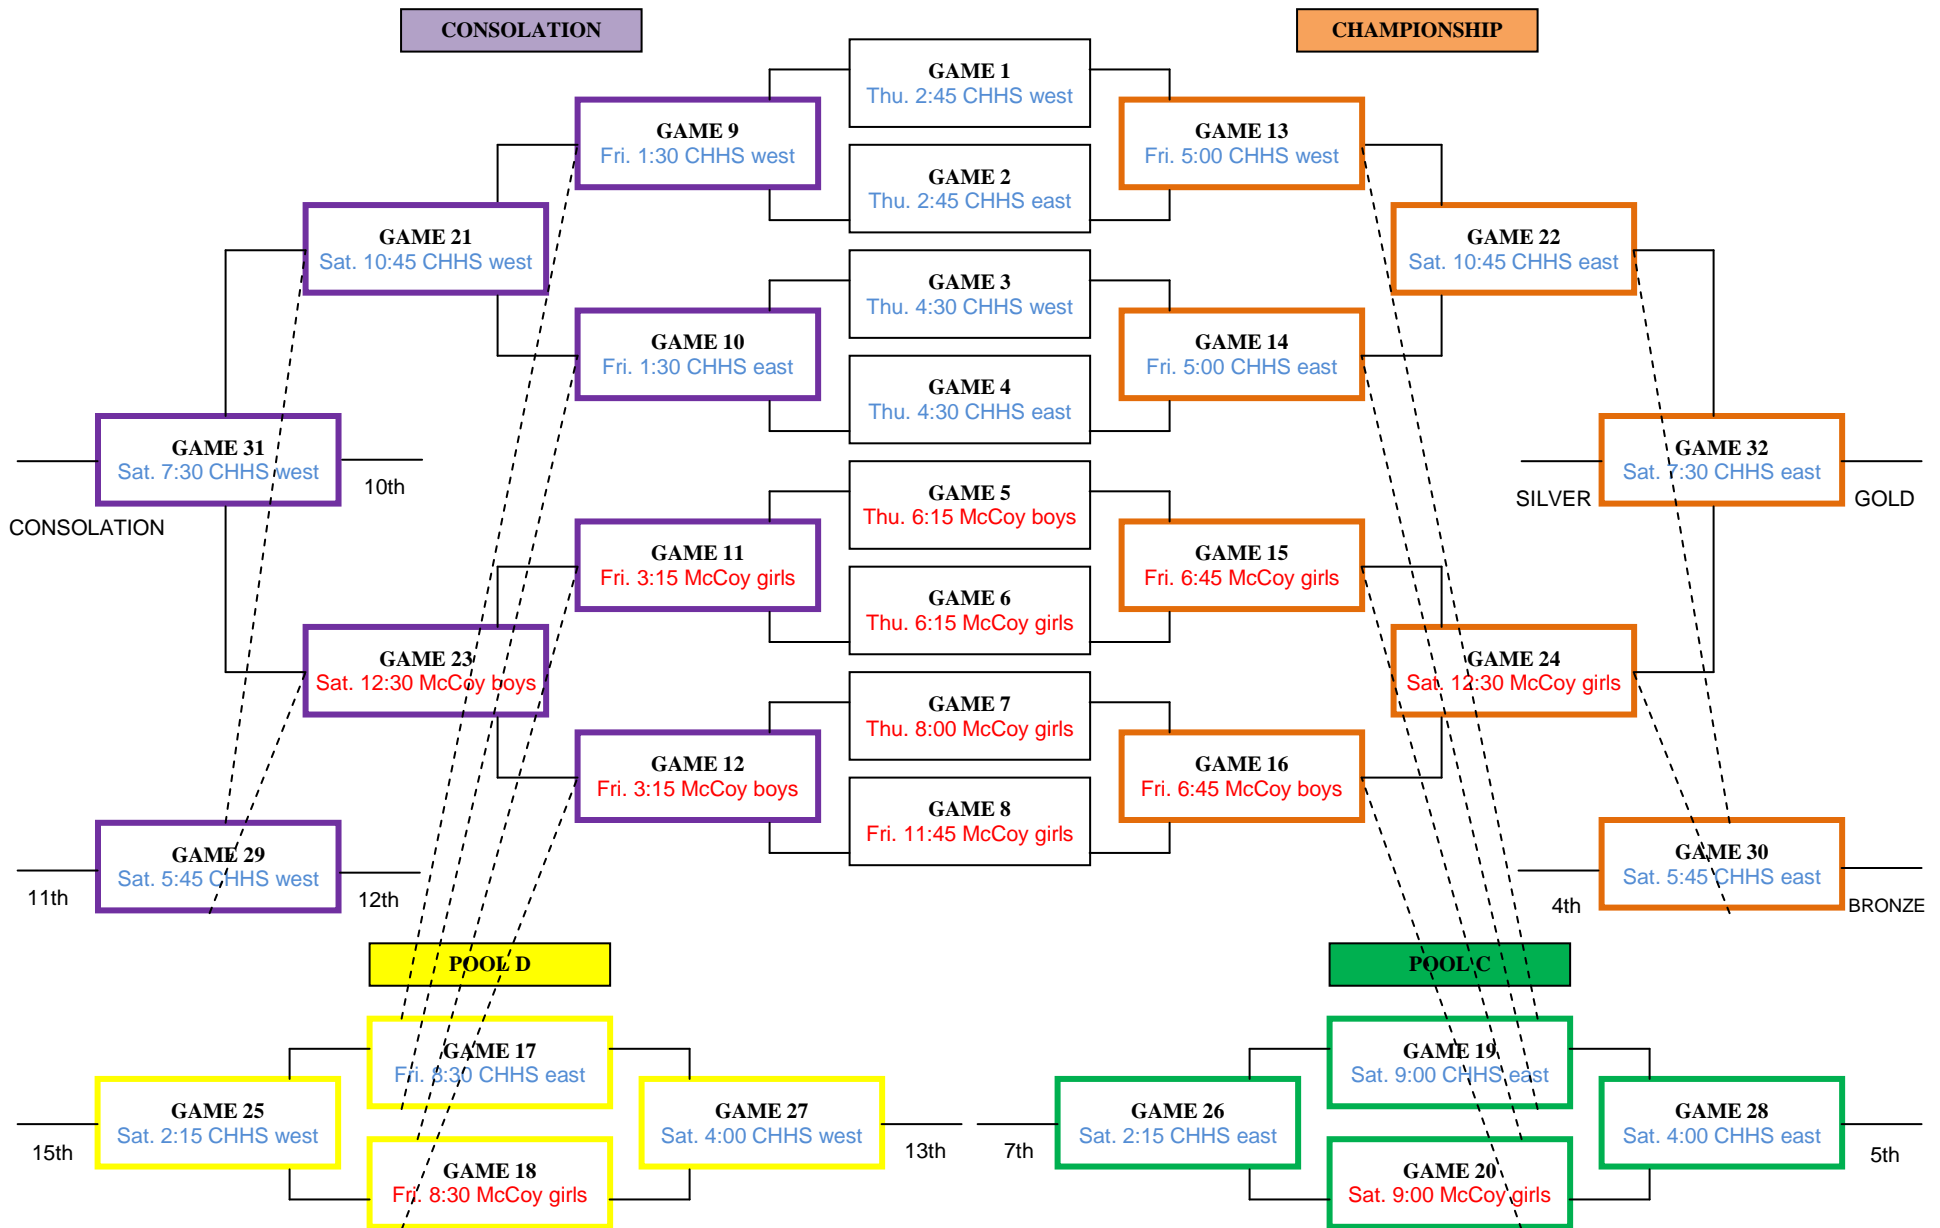 CONSOLATION
CHAMPIONSHIP
GAME 1
Thu. 2:45 CHHS west
GAME 9
Fri. 1:30 CHHS west
GAME 13
Fri. 5:00 CHHS west
GAME 2
Thu. 2:45 CHHS east
GAME 21
Sat. 10:45 CHHS west
GAME 22
Sat. 10:45 CHHS east
GAME 3
Thu. 4:30 CHHS west
GAME 10
Fri. 1:30 CHHS east
GAME 14
Fri. 5:00 CHHS east
GAME 4
Thu. 4:30 CHHS east
GAME 31
Sat. 7:30 CHHS west
10th
CONSOLATION
GAME 32
Sat. 7:30 CHHS east
SILVER
GOLD
GAME 5
Thu. 6:15 McCoy boys
GAME 11
Fri. 3:15 McCoy girls
GAME 15
Fri. 6:45 McCoy girls
GAME 6
Thu. 6:15 McCoy girls
GAME 23
Sat. 12:30 McCoy boys
GAME 24
Sat. 12:30 McCoy girls
GAME 7
Thu. 8:00 McCoy girls
GAME 12
Fri. 3:15 McCoy boys
GAME 16
Fri. 6:45 McCoy boys
GAME 8
Fri. 11:45 McCoy girls
GAME 29
Sat. 5:45 CHHS west
11th
12th
GAME 30
Sat. 5:45 CHHS east
4th
BRONZE
POOL D
POOL C
GAME 17
Fri. 8:30 CHHS east
GAME 19
Sat. 9:00 CHHS east
GAME 25
Sat. 2:15 CHHS west
15th
GAME 27
Sat. 4:00 CHHS west
13th
GAME 26
Sat. 2:15 CHHS east
7th
GAME 28
Sat. 4:00 CHHS east
5th
GAME 18
Fri. 8:30 McCoy girls
GAME 20
Sat. 9:00 McCoy girls